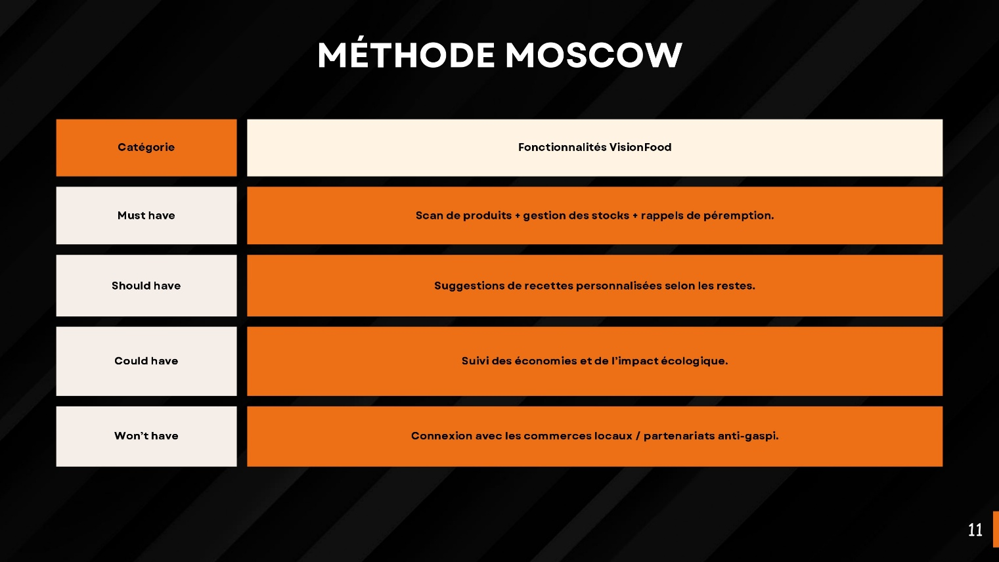 MÉTHODE MOSCOW
Catégorie
Fonctionnalités VisionFood
Must have
Scan de produits + gestion des stocks + rappels de péremption.
Should have
Suggestions de recettes personnalisées selon les restes.
Could have
Suivi des économies et de l’impact écologique.
Won’t have
Connexion avec les commerces locaux / partenariats anti-gaspi.
11